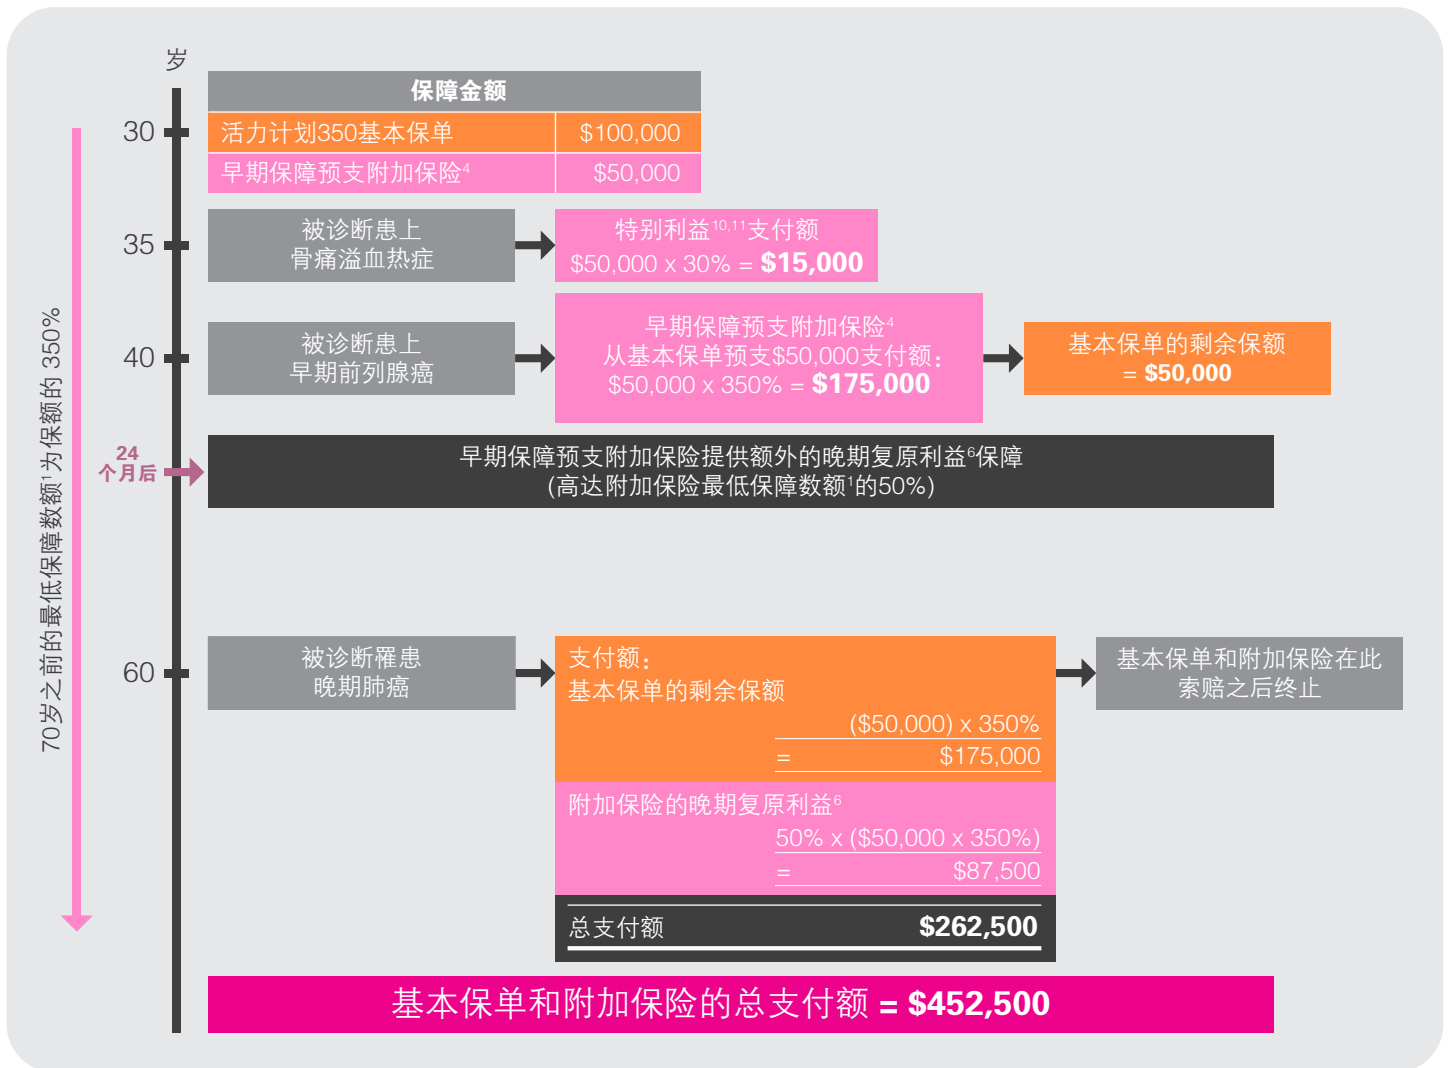 岁
保障金额
30
活力计划350基本保单 $100,000
早期保障预支附加保险4 $50,000
35
被诊断患上
骨痛溢血热症
特别利益10,11支付额
$50,000 x 30% = $15,000
40
被诊断患上
早期前列腺癌
早期保障预支附加保险4
从基本保单预支$50,000支付额：
$50,000 x 350% = $175,000
基本保单的剩余保额
= $50,000
24
个月后
早期保障预支附加保险提供额外的晚期复原利益6保障
(高达附加保险最低保障数额1的50%)
70岁之前的最低保障数额1为保额的 350%
60
被诊断罹患
晚期肺癌
支付额：
基本保单的剩余保额
($50,000) x 350%
= $175,000
附加保险的晚期复原利益6
50% x ($50,000 x 350%)
= $87,500
总支付额 $262,500
基本保单和附加保险在此
索赔之后终止
基本保单和附加保险的总支付额 = $452,500